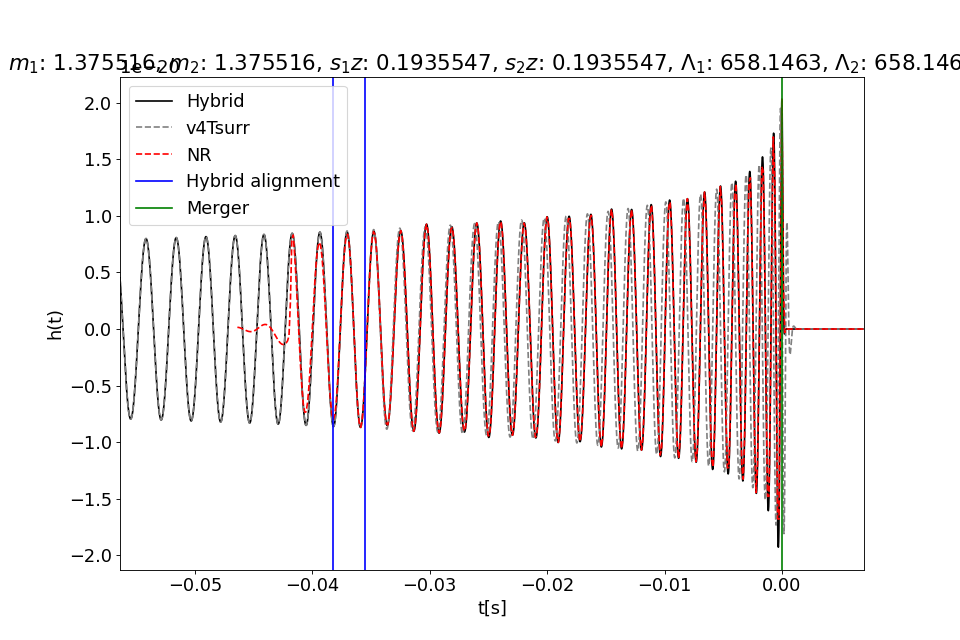 m₁: 1.375516, m₂: 1.375516, s₁z: 0.1935547, s₂z: 0.1935547, Λ₁: 658.1463, Λ₂: 658.146
1e−20
Hybrid
v4Tsurr
NR
Hybrid alignment
Merger
2.0
1.5
1.0
0.5
0.0
−0.5
−1.0
−1.5
−2.0
h(t)
−0.05
−0.04
−0.03
−0.02
−0.01
0.00
t[s]